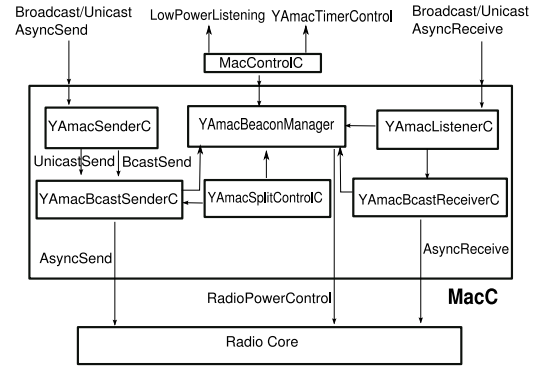 Broadcast/Unicast
AsyncSend
LowPowerListening
YAmacTimerControl
Broadcast/Unicast
AsyncReceive
MacControlC
YAmacSenderC
YAmacBeaconManager
YAmacListenerC
UnicastSend
BcastSend
YAmacBcastSenderC
YAmacSplitControlC
YAmacBcastReceiverC
AsyncSend
AsyncReceive
RadioPowerControl
MacC
Radio Core